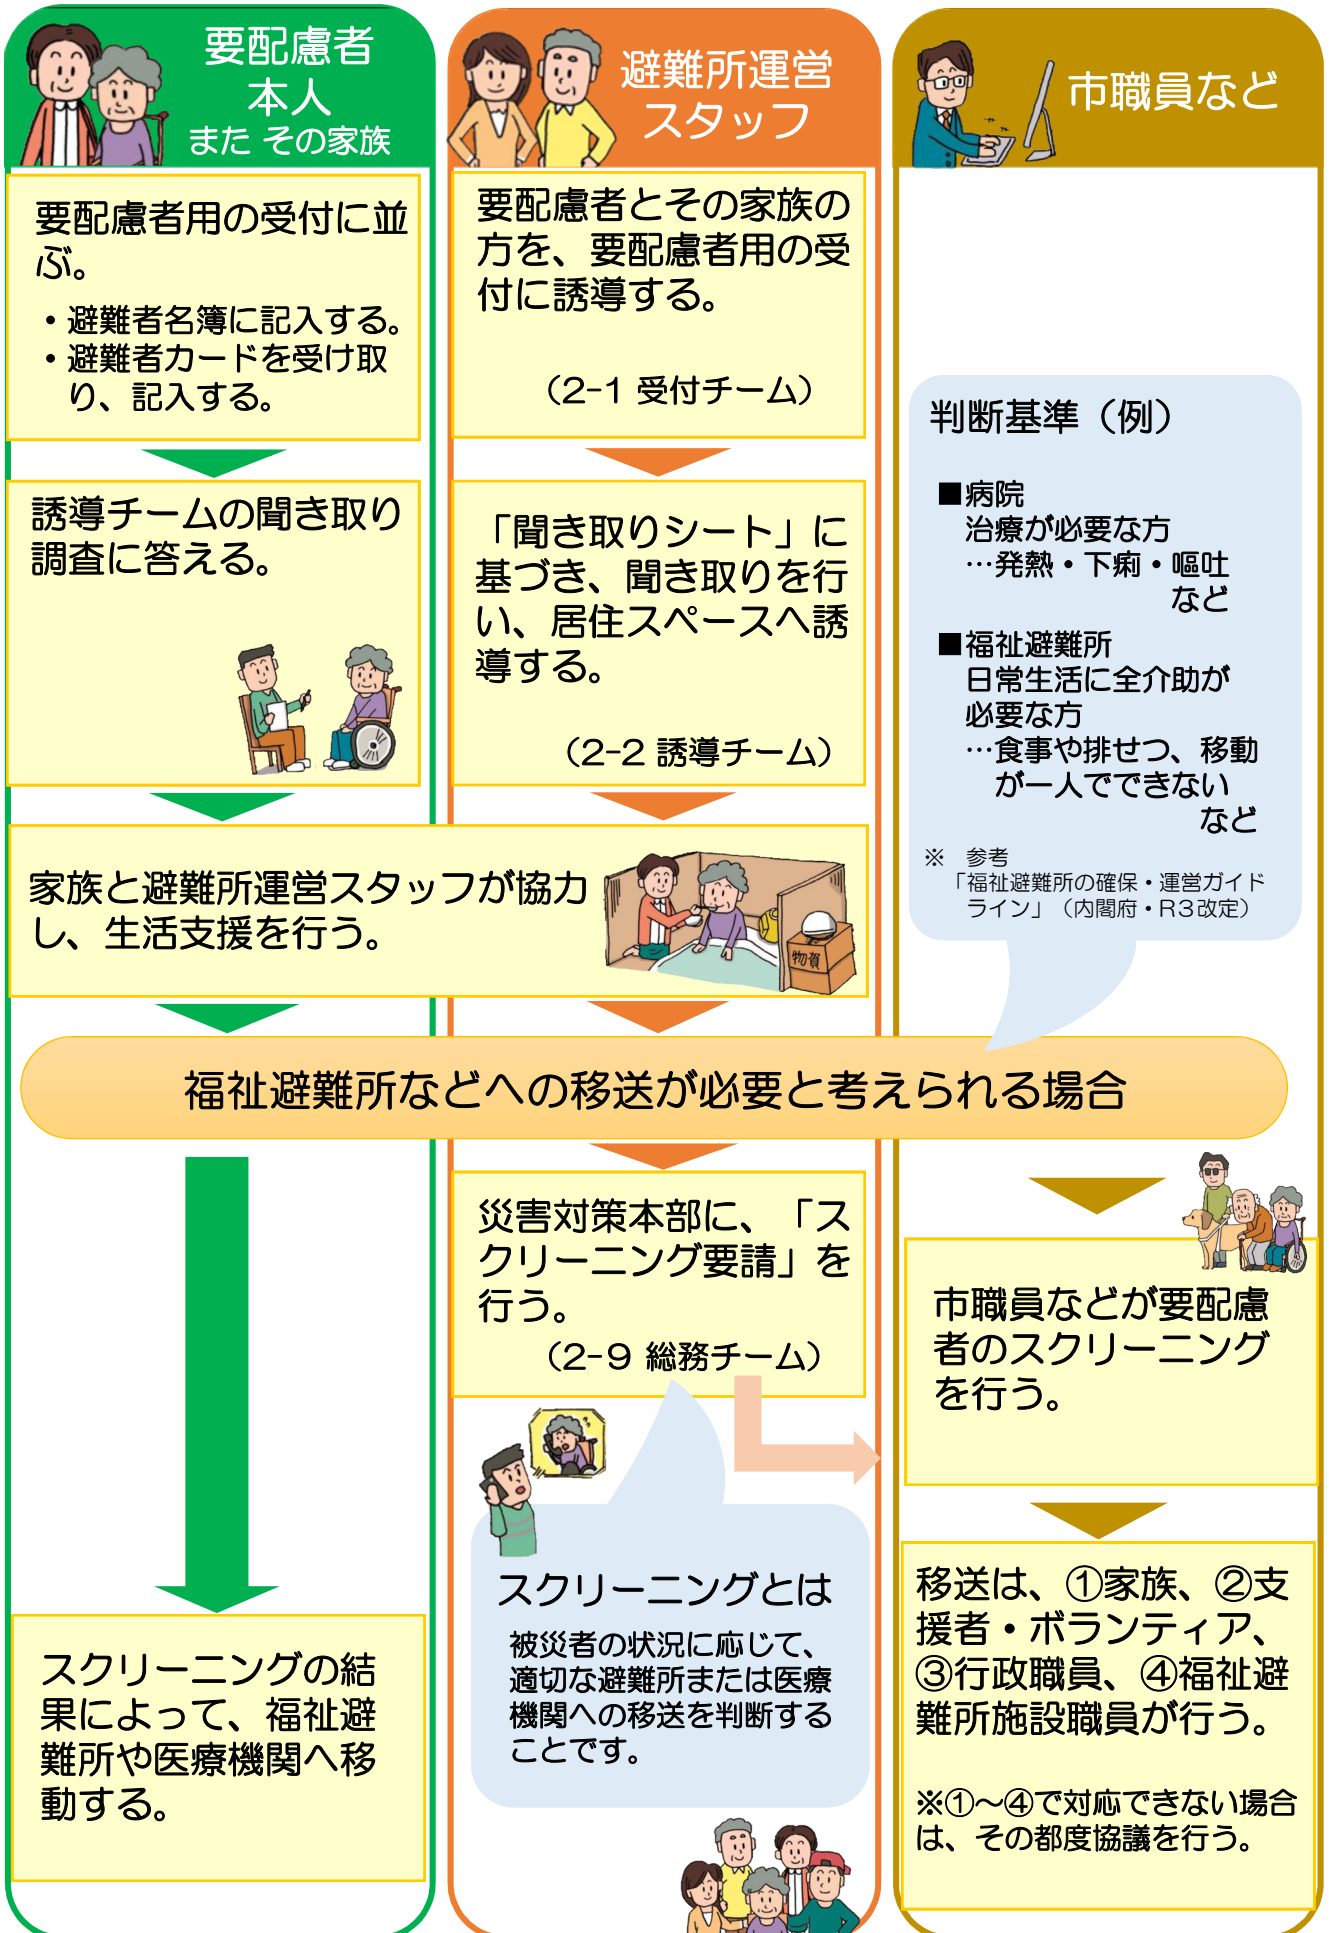 要配慮者
本人
また その家族
避難所運営
スタッフ
市職員など
要配慮者用の受付に並
ぶ。
・避難者名簿に記入する。
・避難者カードを受け取
り、記入する。
要配慮者とその家族の
方を、要配慮者用の受
付に誘導する。
（2-1 受付チーム）
誘導チームの聞き取り
調査に答える。
「聞き取りシート」に
基づき、聞き取りを行
い、居住スペースへ誘
導する。
（2-2 誘導チーム）
判断基準（例）
■病院
治療が必要な方
…発熱・下痢・嘔吐
など
■福祉避難所
日常生活に全介助が
必要な方
…食事や排せつ、移動
が一人でできない
など
※　参考
「福祉避難所の確保・運営ガイド
ライン」（内閣府・R3改定）
家族と避難所運営スタッフが協力
し、生活支援を行う。
物資
福祉避難所などへの移送が必要と考えられる場合
災害対策本部に、「ス
クリーニング要請」を
行う。
（2-9 総務チーム）
スクリーニングとは
被災者の状況に応じて、
適切な避難所または医療
機関への移送を判断する
ことです。
市職員などが要配慮
者のスクリーニング
を行う。
移送は、①家族、②支
援者・ボランティア、
③行政職員、④福祉避
難所施設職員が行う。
※①～④で対応できない場合
は、その都度協議を行う。
スクリーニングの結
果によって、福祉避
難所や医療機関へ移
動する。